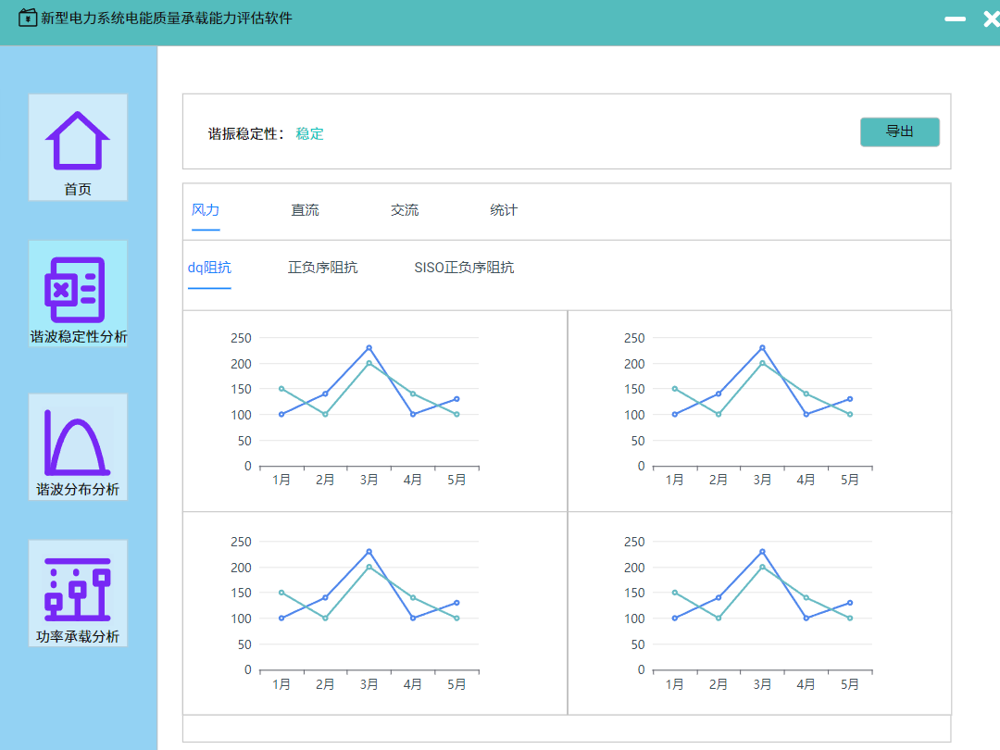 新型电力系统电能质量承载能力评估软件
首页
谐波稳定性分析
谐波分布分析
功率承载分析
谐振稳定性： 稳定
导出
风力 直流 交流 统计
dq阻抗 正负序阻抗 SISO正负序阻抗
250
200
150
100
50
0
1月 2月 3月 4月 5月
250
200
150
100
50
0
1月 2月 3月 4月 5月
250
200
150
100
50
0
1月 2月 3月 4月 5月
250
200
150
100
50
0
1月 2月 3月 4月 5月